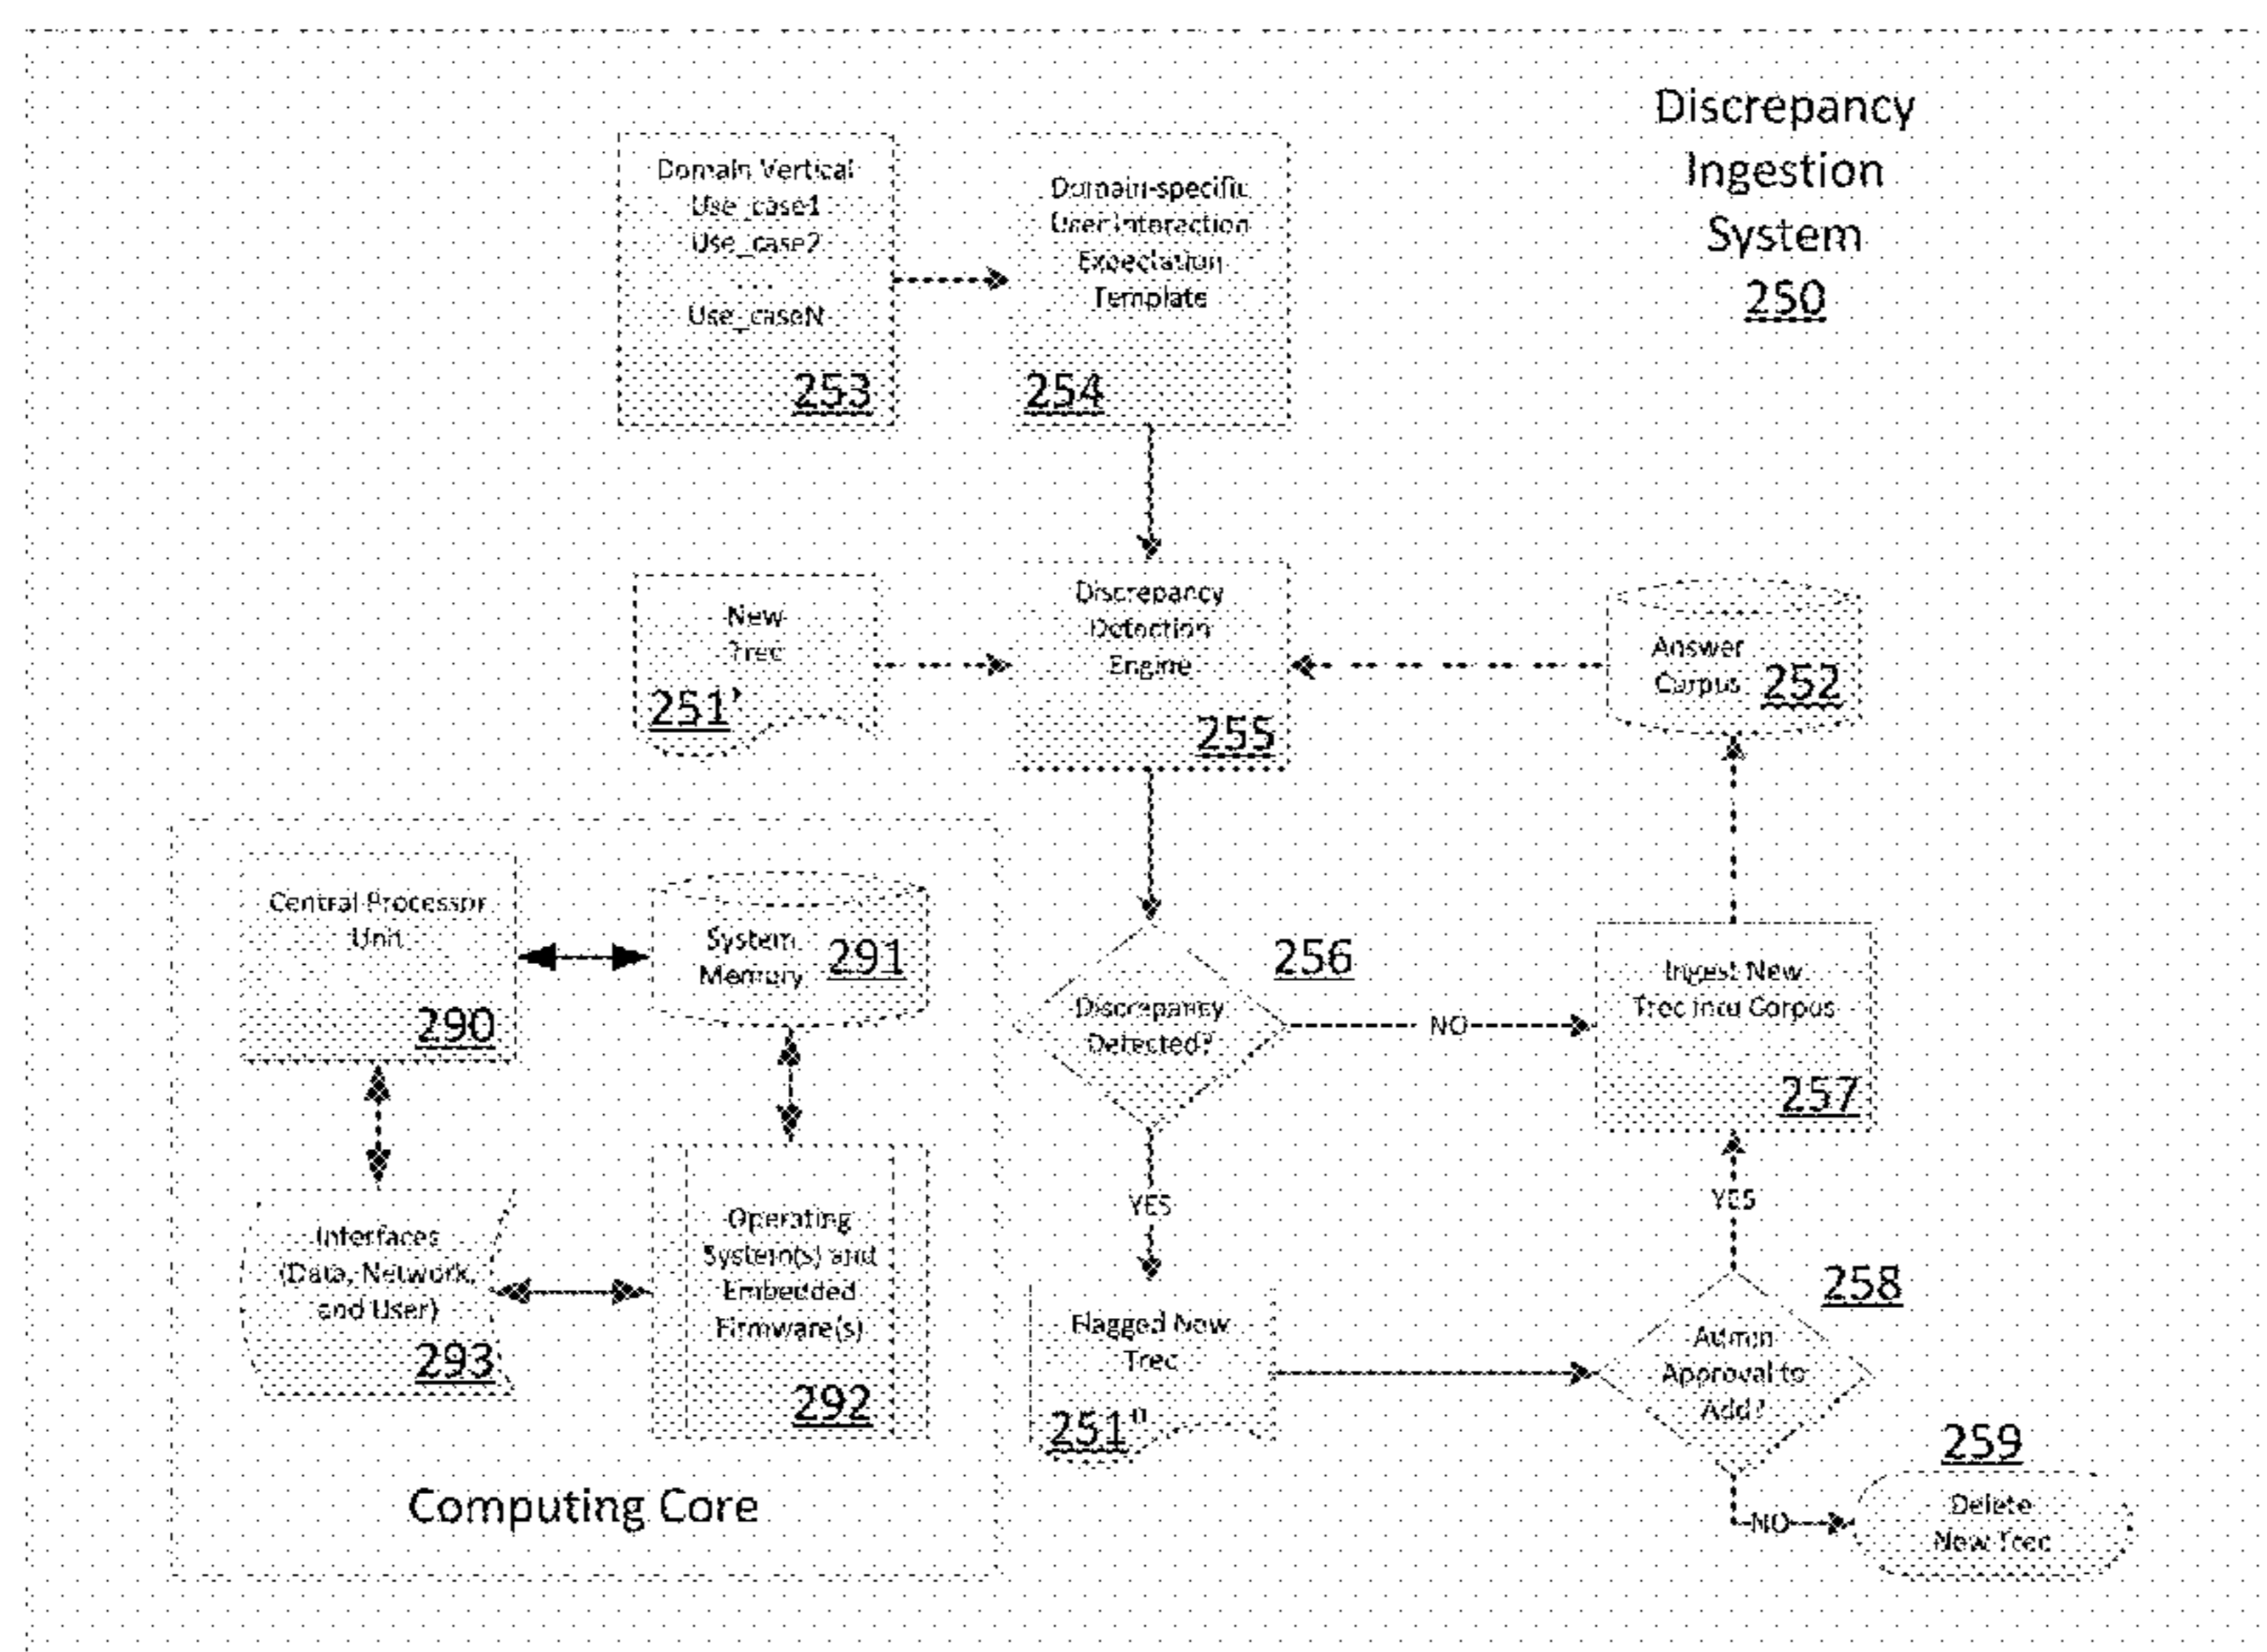 Discrepancy
Ingestion
System
250
Domain Vertical
Use_case1
Use_case2
...
Use_caseN
253
Domain-specific
User Interaction
Expectation
Template
254
New
Trec
251'
Discrepancy
Detection
Engine
255
Answer
Corpus
252
Central Processor
Unit
290
System
Memory
291
256
Discrepancy
Detected?
NO
Ingest New
Trec into Corpus
257
YES
YES
Interfaces
(Data, Network,
and User)
293
Operating
System(s) and
Embedded
Firmware(s)
292
Flagged New
Trec
251"
258
Admin
Approval to
Add?
259
NO
Delete
New Trec
Computing Core